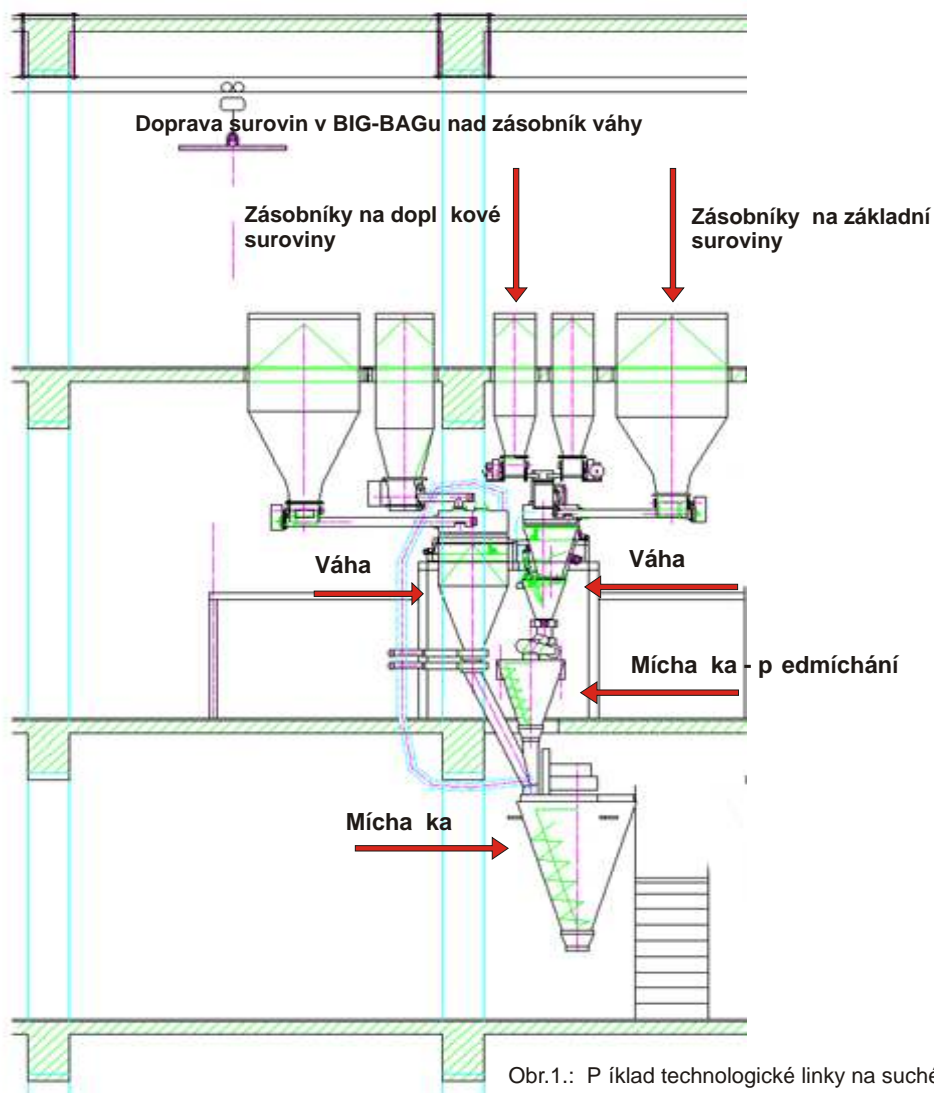 Doprava surovin v BIG-BAGu nad zásobník váhy
Zásobníky na dopl kové
suroviny
Zásobníky na základní
suroviny
Váha
Váha
Mícha ka - p edmíchání
Mícha ka
Obr.1.: P íklad technologické linky na suché